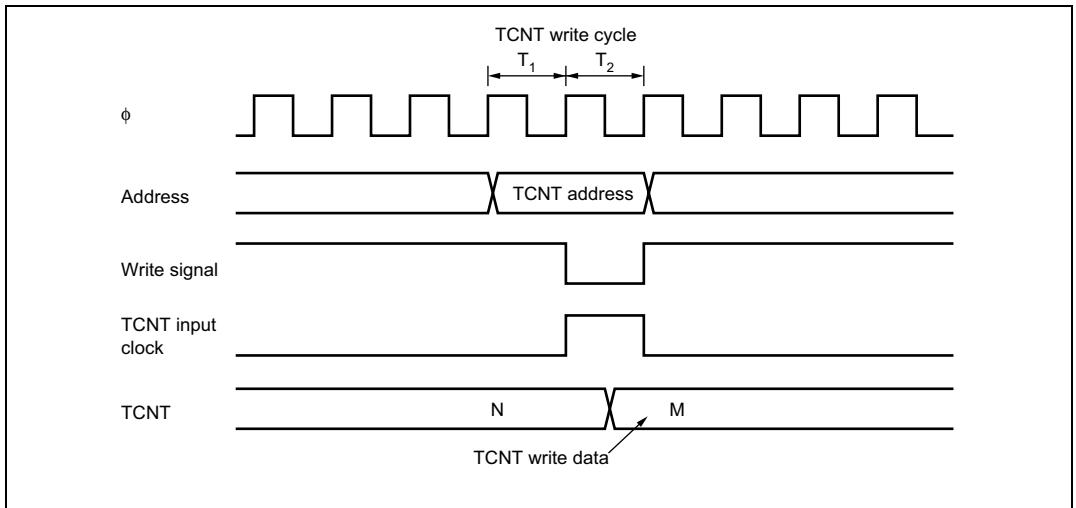 TCNT write cycle
T₁ T₂
ϕ
Address
TCNT address
Write signal
TCNT input
clock
TCNT
N
M
TCNT write data